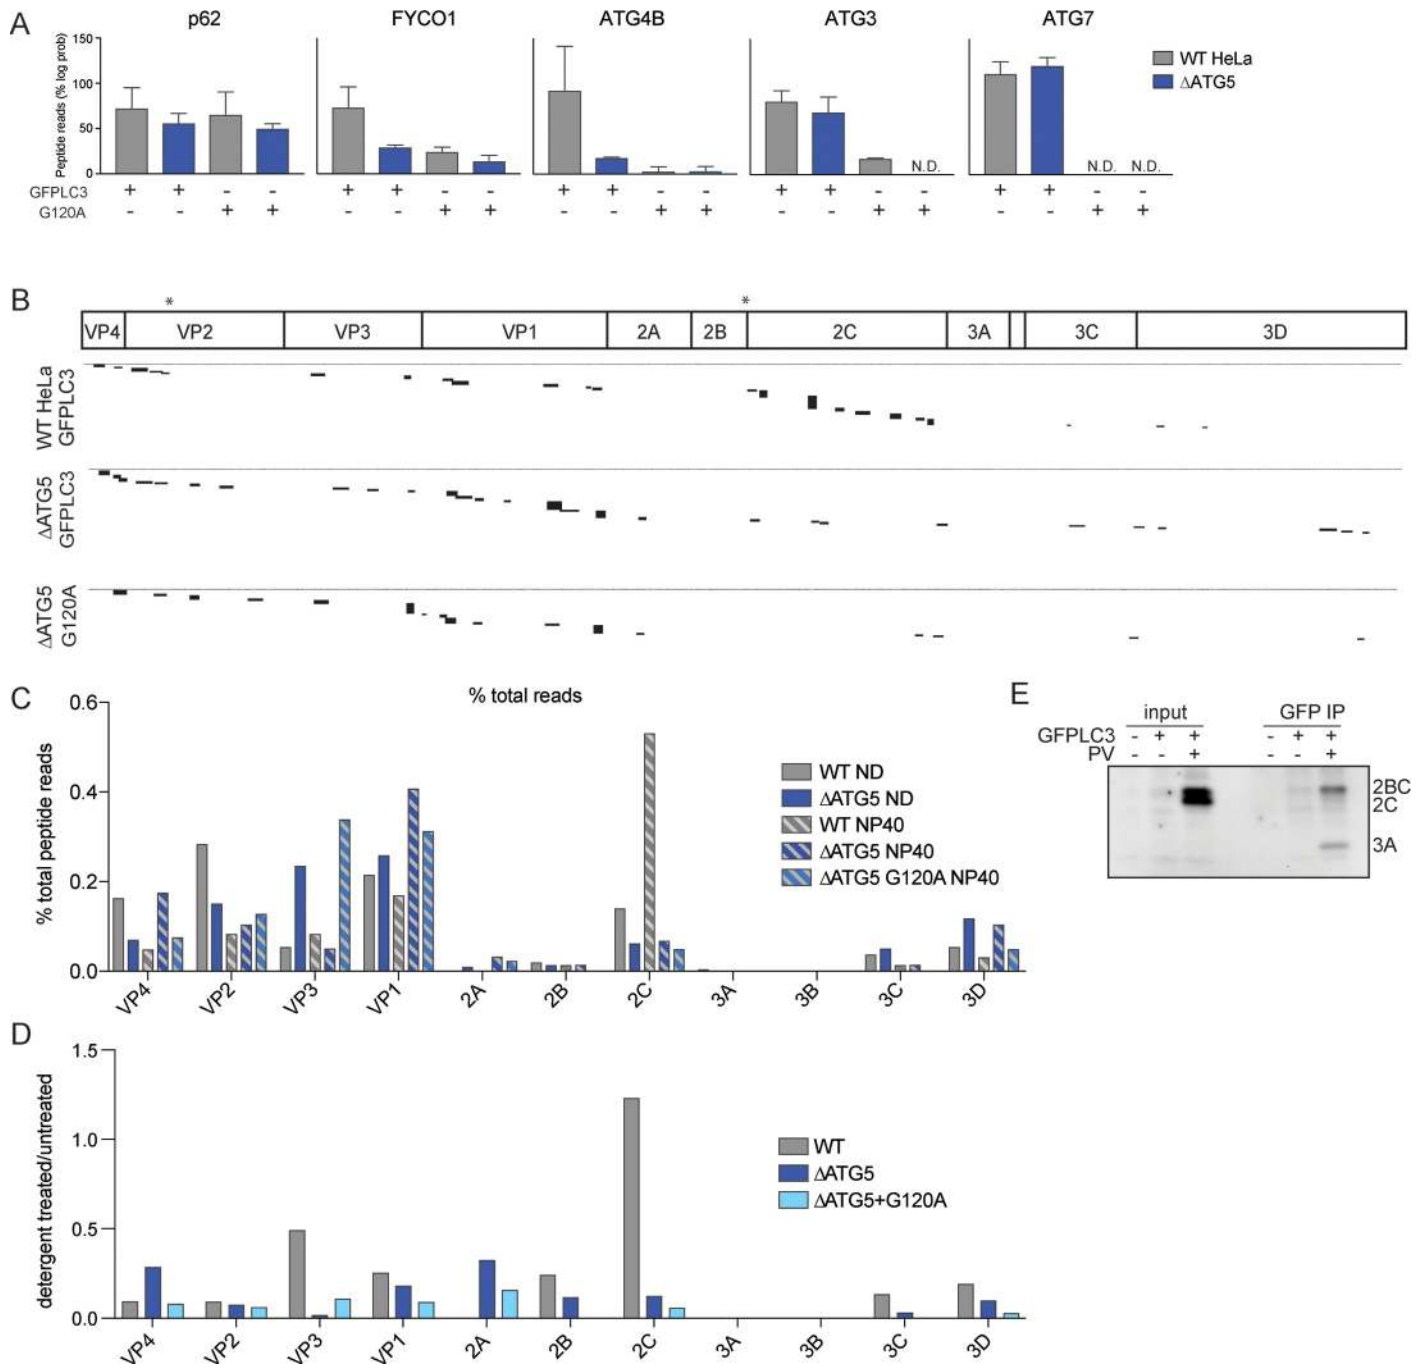 A
p62 FYCO1 ATG4B ATG3 ATG7
Peptide reads (% log prob)
150
100
50
0
WT HeLa
ΔATG5
N.D. N.D. N.D.
GFPLC3 + + - - + + - - + + - - + + - - + + - -
G120A - - + + - - + + - - + + - - + + - - + +
B
* *
VP4 VP2 VP3 VP1 2A 2B 2C 3A 3C 3D
WT HeLa
GFPLC3
ΔATG5
GFPLC3
ΔATG5
G120A
C
% total reads
% total peptide reads
0.6
0.4
0.2
0.0
WT ND
ΔATG5 ND
WT NP40
ΔATG5 NP40
ΔATG5 G120A NP40
VP4 VP2 VP3 VP1 2A 2B 2C 3A 3B 3C 3D
E
input GFP IP
GFPLC3 - + + - + +
PV - - + - - +
2BC
2C
3A
D
detergent treated/untreated
1.5
1.0
0.5
0.0
WT
ΔATG5
ΔATG5+G120A
VP4 VP2 VP3 VP1 2A 2B 2C 3A 3B 3C 3D